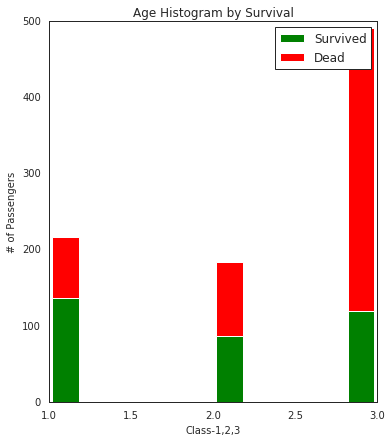 Age Histogram by Survival
Survived
Dead
500
400
300
200
100
0
# of Passengers
1.0 1.5 2.0 2.5 3.0
Class-1,2,3